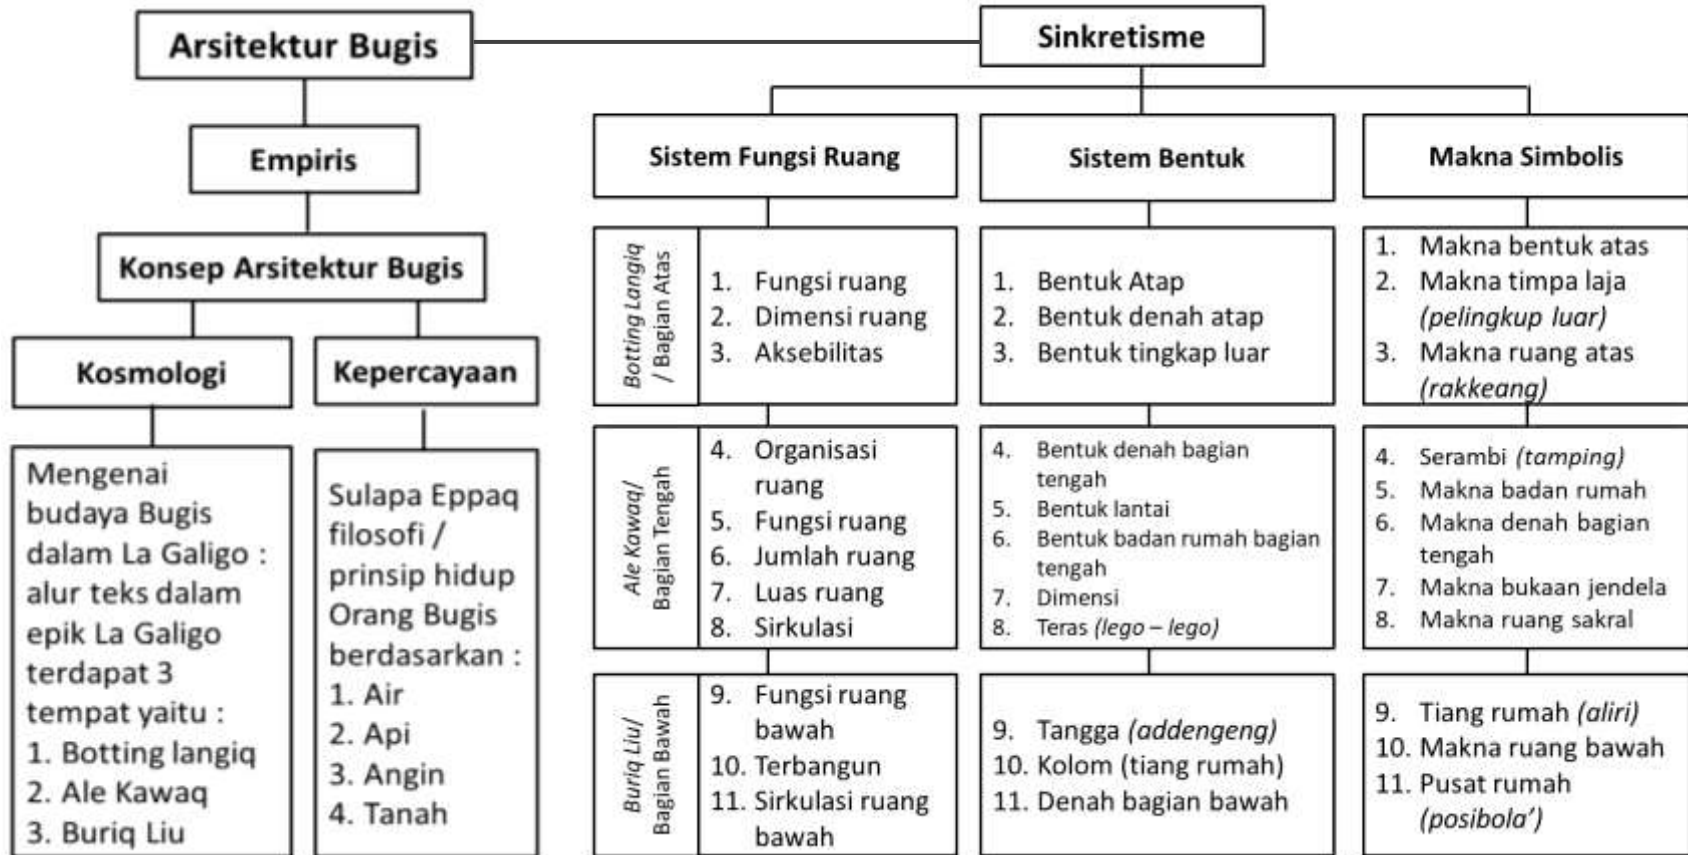 Arsitektur Bugis
Empiris
Konsep Arsitektur Bugis
Kosmologi
Mengenai
budaya Bugis
dalam La Galigo :
alur teks dalam
epik La Galigo
terdapat 3
tempat yaitu :
1. Botting langiq
2. Ale Kawaq
3. Buriq Liu
Kepercayaan
Sulapa Eppaq
filosofi /
prinsip hidup
Orang Bugis
berdasarkan :
1. Air
2. Api
3. Angin
4. Tanah
Sinkretisme
Sistem Fungsi Ruang
Botting Langiq
/ Bagian Atas
1. Fungsi ruang
2. Dimensi ruang
3. Aksebilitas
Ale Kawaq/
Bagian Tengah
4. Organisasi
ruang
5. Fungsi ruang
6. Jumlah ruang
7. Luas ruang
8. Sirkulasi
Buriq Liu/
Bagian Bawah
9. Fungsi ruang
bawah
10. Terbangun
11. Sirkulasi ruang
bawah
Sistem Bentuk
1. Bentuk Atap
2. Bentuk denah atap
3. Bentuk tingkap luar
4. Bentuk denah bagian
tengah
5. Bentuk lantai
6. Bentuk badan rumah bagian
tengah
7. Dimensi
8. Teras (lego – lego)
9. Tangga (addengeng)
10. Kolom (tiang rumah)
11. Denah bagian bawah
Makna Simbolis
1. Makna bentuk atas
2. Makna timpa laja
(pelingkup luar)
3. Makna ruang atas
(rakkeang)
4. Serambi (tamping)
5. Makna badan rumah
6. Makna denah bagian
tengah
7. Makna bukaan jendela
8. Makna ruang sakral
9. Tiang rumah (aliri)
10. Makna ruang bawah
11. Pusat rumah
(posibola’)